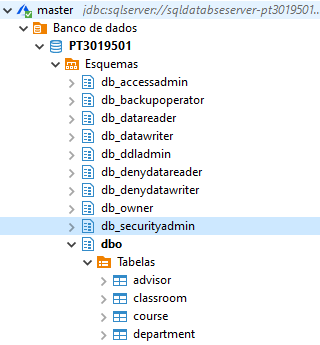 master jdbc:sqlserver://sqldatabseserver-pt3019501...
Banco de dados
PT3019501
Esquemas
db_accessadmin
db_backupoperator
db_datareader
db_datawriter
db_ddladmin
db_denydatareader
db_denydatawriter
db_owner
db_securityadmin
dbo
Tabelas
advisor
classroom
course
department